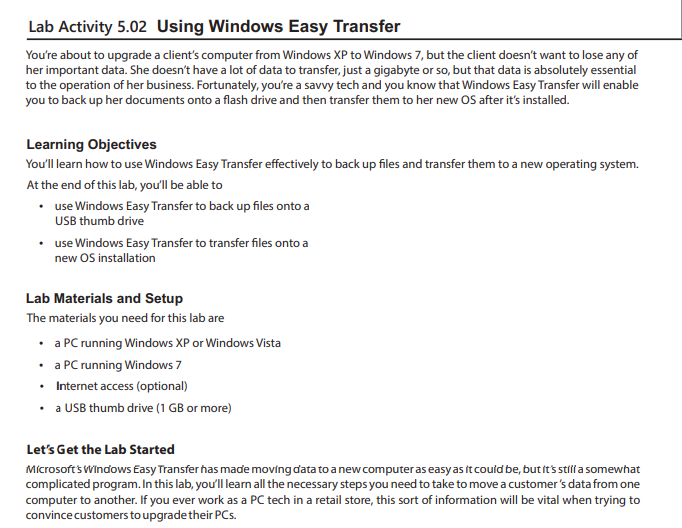 Lab Activity 5.02 Using Windows Easy Transfer
You're about to upgrade a client's computer from Windows XP to Windows 7, but the client doesn't want to lose any of
her important data. She doesn't have a lot of data to transfer, just a gigabyte or so, but that data is absolutely essential
to the operation of her business. Fortunately, you're a savvy tech and you know that Windows Easy Transfer will enable
you to back up her documents onto a flash drive and then transfer them to her new OS after it's installed.
Learning Objectives
You'll learn how to use Windows Easy Transfer effectively to back up files and transfer them to a new operating system.
At the end of this lab, you'll be able to
• use Windows Easy Transfer to back up files onto a
USB thumb drive
• use Windows Easy Transfer to transfer files onto a
new OS installation
Lab Materials and Setup
The materials you need for this lab are
• a PC running Windows XP or Windows Vista
• a PC running Windows 7
• Internet access (optional)
• a USB thumb drive (1 GB or more)
Let's Get the Lab Started
Microsoft's Windows Easy Transfer has made moving data to a new computer as easy as it could be, but it's still a somewhat
complicated program. In this lab, you'll learn all the necessary steps you need to take to move a customer's data from one
computer to another. If you ever work as a PC tech in a retail store, this sort of information will be vital when trying to
convince customers to upgrade their PCs.